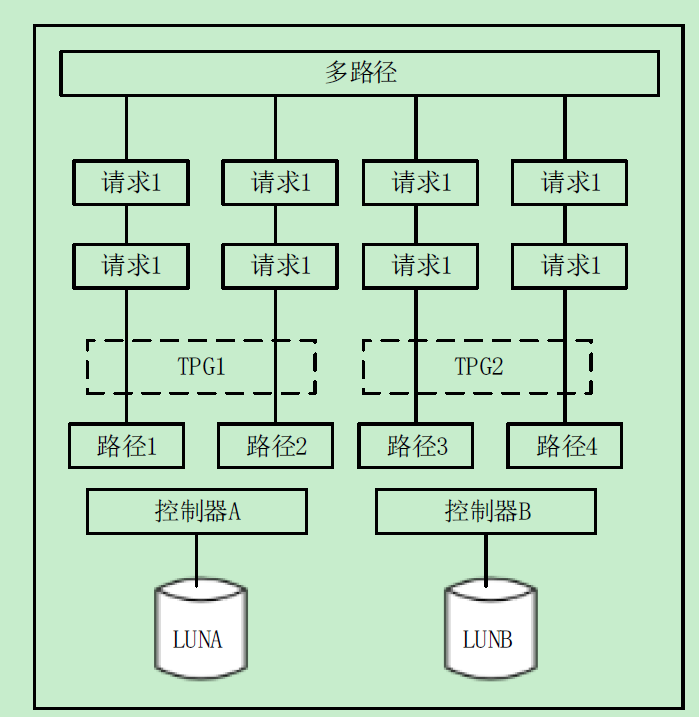 多路径
请求1 请求1 请求1 请求1
请求1 请求1 请求1 请求1
TPG1 TPG2
路径1 路径2 路径3 路径4
控制器A 控制器B
LUNA LUNB